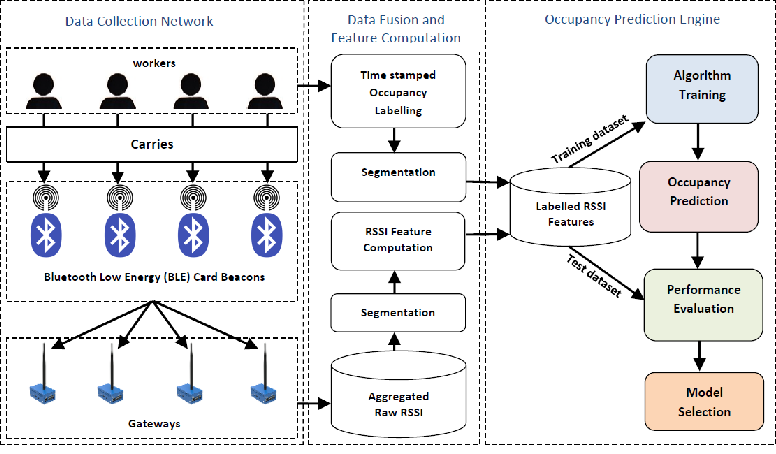 Data Collection Network
workers
Carries
Bluetooth Low Energy (BLE) Card Beacons
Gateways
Data Fusion and
Feature Computation
Time stamped
Occupancy
Labelling
Segmentation
RSSI Feature
Computation
Segmentation
Aggregated
Raw RSSI
Occupancy Prediction Engine
Labelled RSSI
Features
Training dataset
Test dataset
Algorithm
Training
Occupancy
Prediction
Performance
Evaluation
Model
Selection